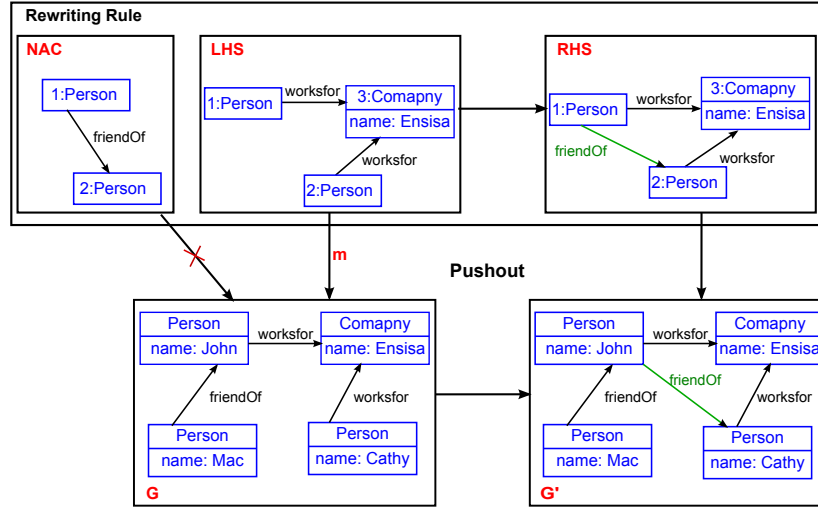 Rewriting Rule
NAC
1:Person
friendOf
2:Person
LHS
1:Person
worksfor
3:Comapny
name: Ensisa
worksfor
2:Person
RHS
1:Person
worksfor
3:Comapny
name: Ensisa
friendOf
worksfor
2:Person
m
Pushout
Person
name: John
worksfor
Comapny
name: Ensisa
friendOf
worksfor
Person
name: Mac
Person
name: Cathy
G
Person
name: John
worksfor
Comapny
name: Ensisa
friendOf
friendOf
worksfor
Person
name: Mac
Person
name: Cathy
G'